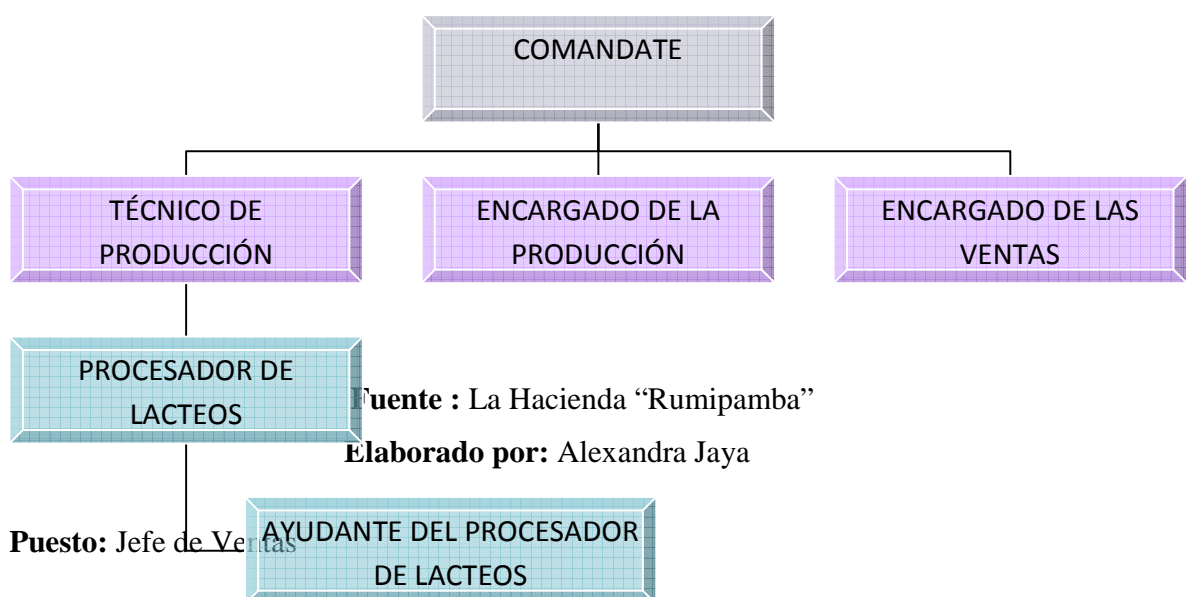 COMANDATE
TÉCNICO DE
PRODUCCIÓN
ENCARGADO DE LA
PRODUCCIÓN
ENCARGADO DE LAS
VENTAS
PROCESADOR DE
LACTEOS
Fuente : La Hacienda “Rumipamba”
Elaborado por: Alexandra Jaya
Puesto: Jefe de Ventas
AYUDANTE DEL PROCESADOR
DE LACTEOS